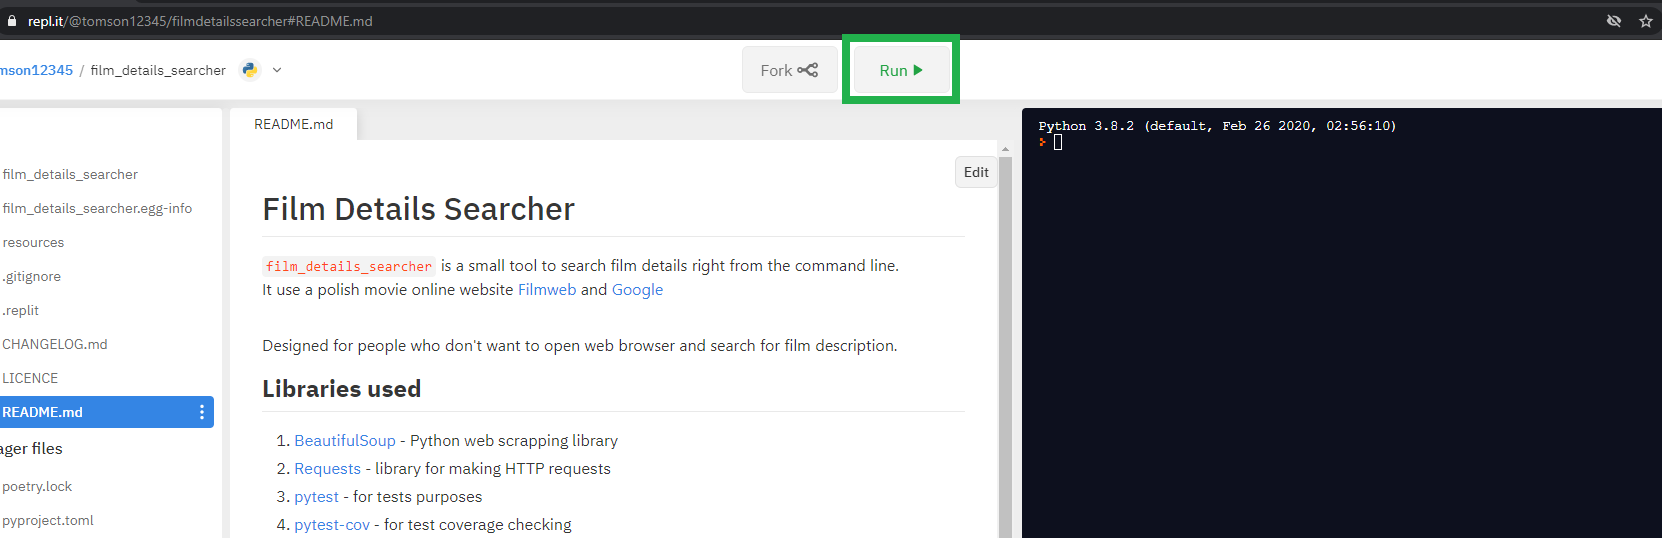 repl.it/@tomson12345/filmdetailssearcher#README.md
mson12345 / film_details_searcher
Fork
Run
README.md
film_details_searcher
film_details_searcher.egg-info
resources
.gitignore
.replit
CHANGELOG.md
LICENCE
README.md
ager files
poetry.lock
pyproject.toml
Edit
Film Details Searcher
film_details_searcher is a small tool to search film details right from the command line.
It use a polish movie online website Filmweb and Google
Designed for people who don't want to open web browser and search for film description.
Libraries used
1. BeautifulSoup - Python web scrapping library
2. Requests - library for making HTTP requests
3. pytest - for tests purposes
4. pytest-cov - for test coverage checking
Python 3.8.2 (default, Feb 26 2020, 02:56:10)